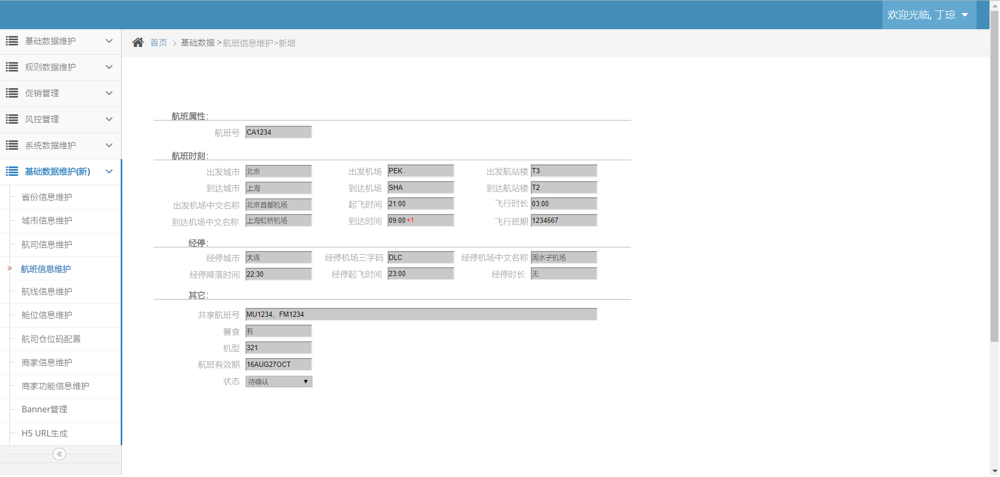 欢迎光临, 丁琼
基础数据维护
规则数据维护
促销管理
风控管理
系统数据维护
基础数据维护(新)
省份信息维护
城市信息维护
航司信息维护
航班信息维护
航线信息维护
舱位信息维护
航司仓位码配置
商家信息维护
商家功能信息维护
Banner管理
H5 URL生成
首页 > 基础数据 > 航班信息维护>新增
航班属性：
航班号 CA1234
航班时刻：
出发城市 北京 出发机场 PEK 出发航站楼 T3
到达城市 上海 到达机场 SHA 到达航站楼 T2
出发机场中文名称 北京首都机场 起飞时间 21:00 飞行时长 03:00
到达机场中文名称 上海虹桥机场 到达时间 09:00+1 飞行班期 1234567
经停：
经停城市 大连 经停机场三字码 DLC 经停机场中文名称 周水子机场
经停降落时间 22:30 经停起飞时间 23:00 经停时长 无
其它：
共享航班号 MU1234、FM1234
餐食 有
机型 321
航班有效期 16AUG27OCT
状态 待确认